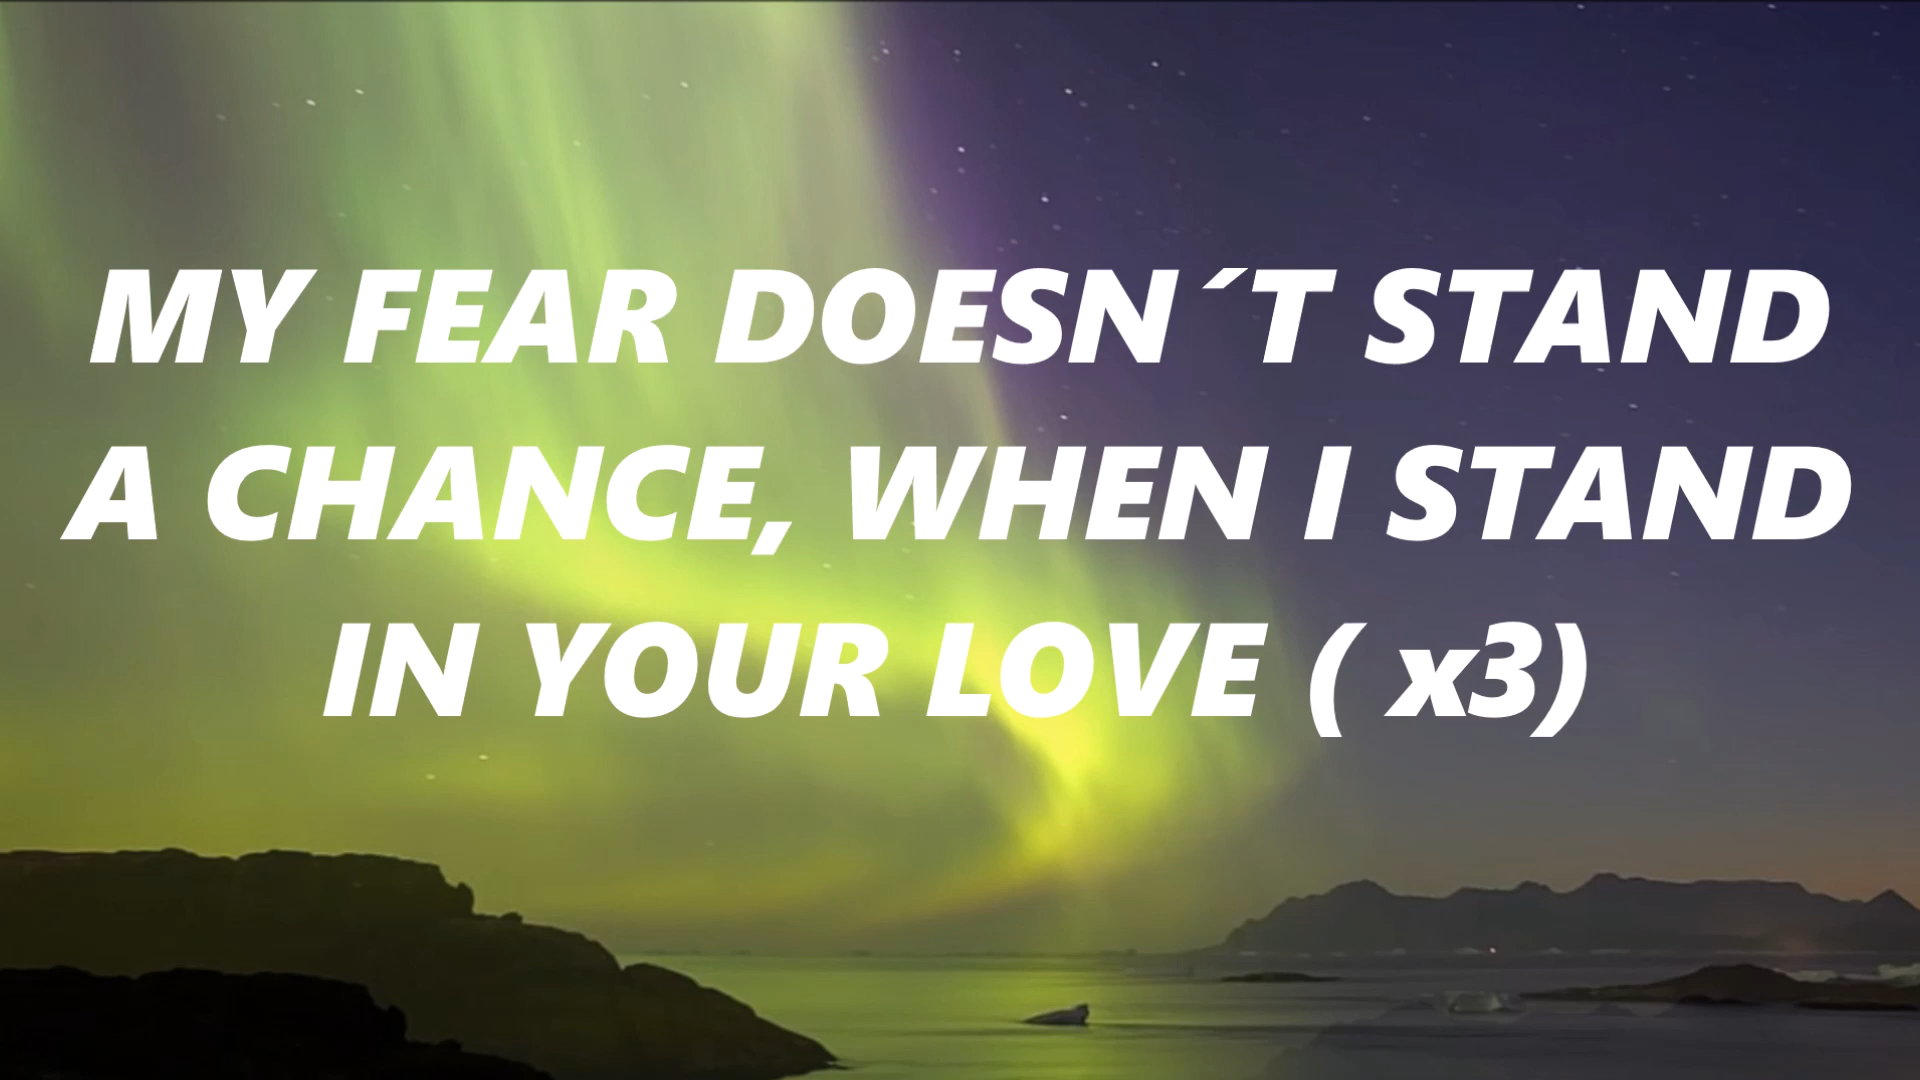 MY FEAR DOESN´T STAND
A CHANCE, WHEN I STAND
IN YOUR LOVE ( x3)